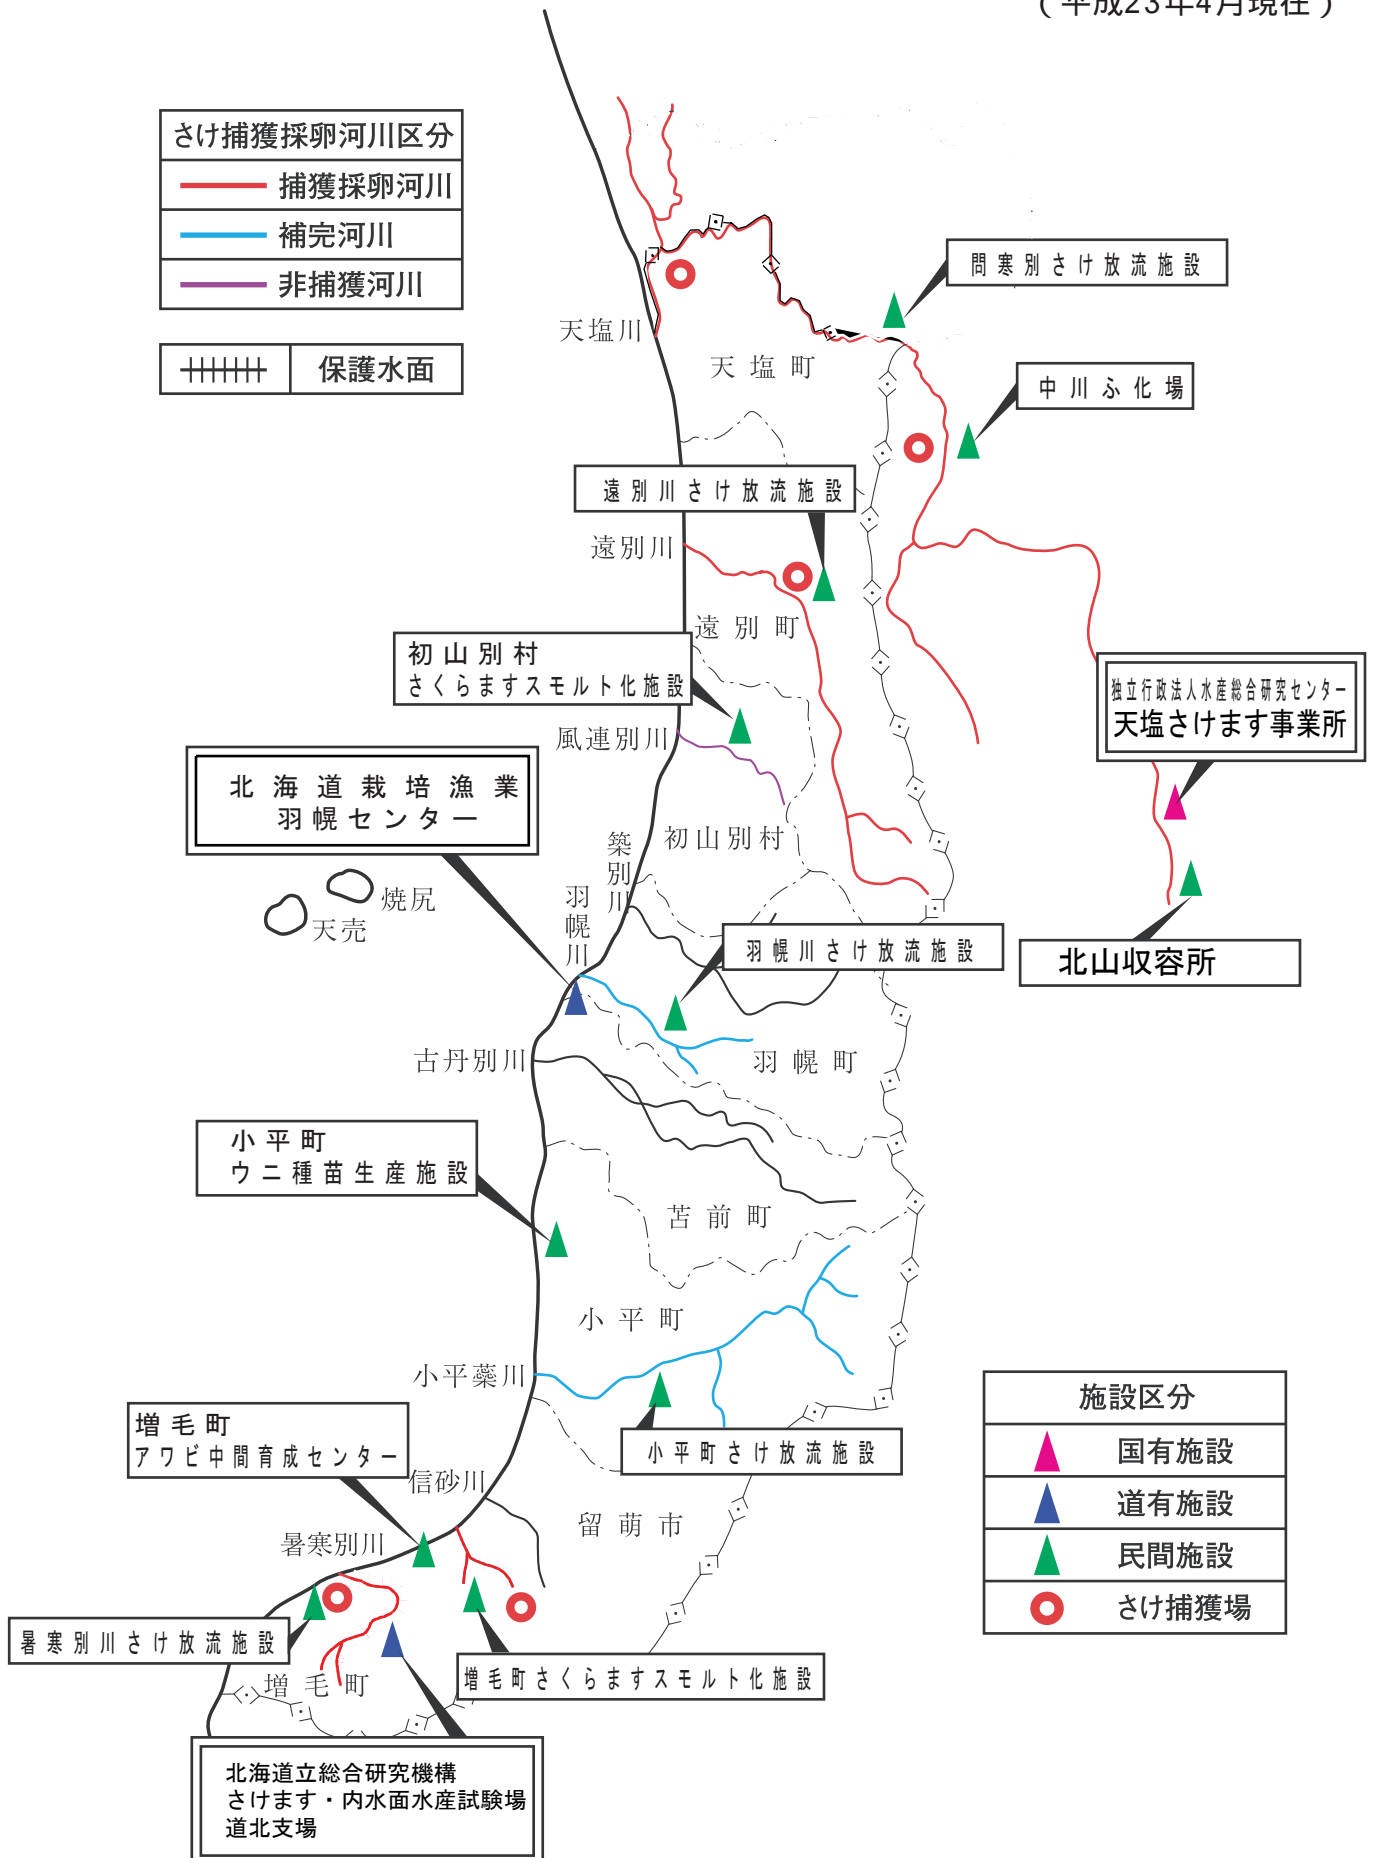 （平成23年4月現在）
さけ捕獲採卵河川区分
捕獲採卵河川
補完河川
非捕獲河川
保護水面
問寒別さけ放流施設
天塩川
天塩町
中川ふ化場
遠別川さけ放流施設
遠別川
遠別町
初山別村
さくらますスモルト化施設
独立行政法人水産総合研究センター
天塩さけます事業所
風連別川
北海道栽培漁業
羽幌センター
初山別村
築別川
羽幌川
焼尻
天売
羽幌川さけ放流施設
北山収容所
古丹別川
羽幌町
小平町
ウニ種苗生産施設
苫前町
小平町
小平蘂川
施設区分
国有施設
道有施設
民間施設
さけ捕獲場
増毛町
アワビ中間育成センター
小平町さけ放流施設
信砂川
留萌市
暑寒別川
暑寒別川さけ放流施設
増毛町さくらますスモルト化施設
増毛町
北海道立総合研究機構
さけます・内水面水産試験場
道北支場